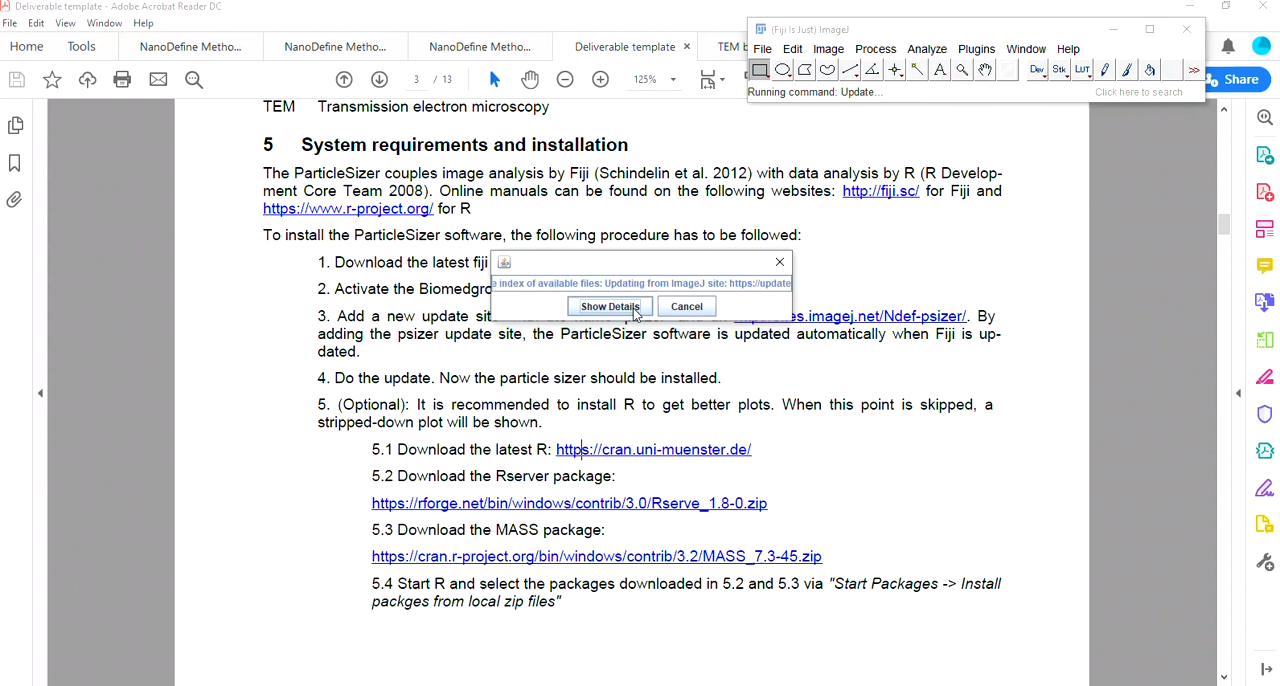 Deliverable template - Adobe Acrobat Reader DC
File Edit View Window Help
(Fiji Is Just) ImageJ
Home Tools NanoDefine Metho... NanoDefine Metho... NanoDefine Metho... Deliverable template × TEM
File Edit Image Process Analyze Plugins Window Help
3 / 13 125%
Dev Stk LUT >>
Share
Running command: Update... Click here to search
TEM Transmission electron microscopy
5 System requirements and installation
The ParticleSizer couples image analysis by Fiji (Schindelin et al. 2012) with data analysis by R (R Develop-
ment Core Team 2008). Online manuals can be found on the following websites: http://fiji.sc/ for Fiji and
https://www.r-project.org/ for R
To install the ParticleSizer software, the following procedure has to be followed:
1. Download the latest fiji
2. Activate the Biomedgro
e index of available files: Updating from ImageJ site: https://update
Show Details Cancel
3. Add a new update sit es.imagej.net/Ndef-psizer/. By
adding the psizer update site, the ParticleSizer software is updated automatically when Fiji is up-
dated.
4. Do the update. Now the particle sizer should be installed.
5. (Optional): It is recommended to install R to get better plots. When this point is skipped, a
stripped-down plot will be shown.
5.1 Download the latest R: https://cran.uni-muenster.de/
5.2 Download the Rserver package:
https://rforge.net/bin/windows/contrib/3.0/Rserve_1.8-0.zip
5.3 Download the MASS package:
https://cran.r-project.org/bin/windows/contrib/3.2/MASS_7.3-45.zip
5.4 Start R and select the packages downloaded in 5.2 and 5.3 via "Start Packages -> Install
packges from local zip files"